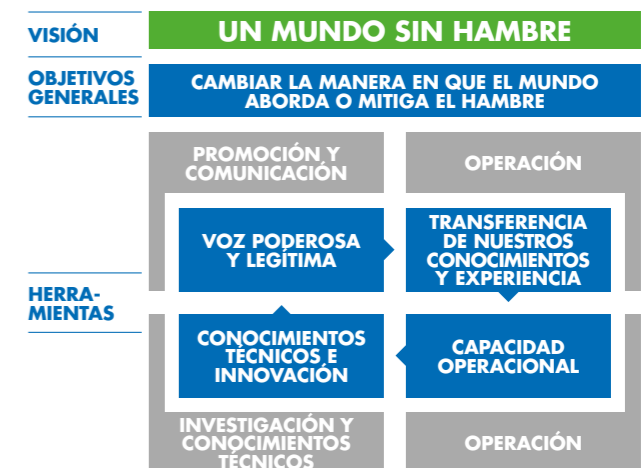 VISIÓN
UN MUNDO SIN HAMBRE
OBJETIVOS
GENERALES
CAMBIAR LA MANERA EN QUE EL MUNDO
ABORDA O MITIGA EL HAMBRE
PROMOCIÓN Y
COMUNICACIÓN
OPERACIÓN
VOZ PODEROSA
Y LEGÍTIMA
TRANSFERENCIA
DE NUESTROS
CONOCIMIENTOS
Y EXPERIENCIA
HERRA-
MIENTAS
CONOCIMIENTOS
TÉCNICOS E
INNOVACIÓN
CAPACIDAD
OPERACIONAL
INVESTIGACIÓN Y
CONOCIMIENTOS
TÉCNICOS
OPERACIÓN